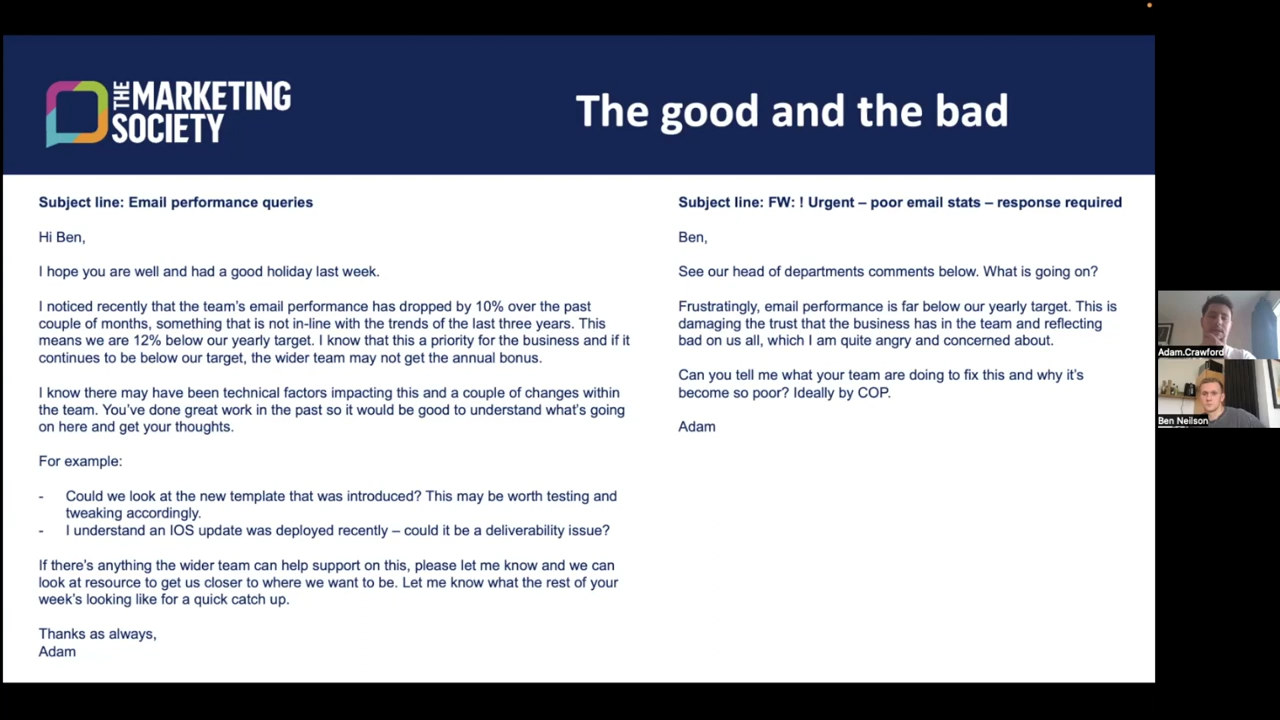 THE MARKETING
SOCIETY
The good and the bad
Subject line: Email performance queries
Hi Ben,
I hope you are well and had a good holiday last week.
I noticed recently that the team’s email performance has dropped by 10% over the past
couple of months, something that is not in-line with the trends of the last three years. This
means we are 12% below our yearly target. I know that this a priority for the business and if it
continues to be below our target, the wider team may not get the annual bonus.
I know there may have been technical factors impacting this and a couple of changes within
the team. You’ve done great work in the past so it would be good to understand what’s going
on here and get your thoughts.
For example:
- Could we look at the new template that was introduced? This may be worth testing and
tweaking accordingly.
- I understand an IOS update was deployed recently – could it be a deliverability issue?
If there’s anything the wider team can help support on this, please let me know and we can
look at resource to get us closer to where we want to be. Let me know what the rest of your
week’s looking like for a quick catch up.
Thanks as always,
Adam
Subject line: FW: ! Urgent – poor email stats – response required
Ben,
See our head of departments comments below. What is going on?
Frustratingly, email performance is far below our yearly target. This is
damaging the trust that the business has in the team and reflecting
bad on us all, which I am quite angry and concerned about.
Can you tell me what your team are doing to fix this and why it’s
become so poor? Ideally by COP.
Adam
Adam.Crawford
Ben Neilson